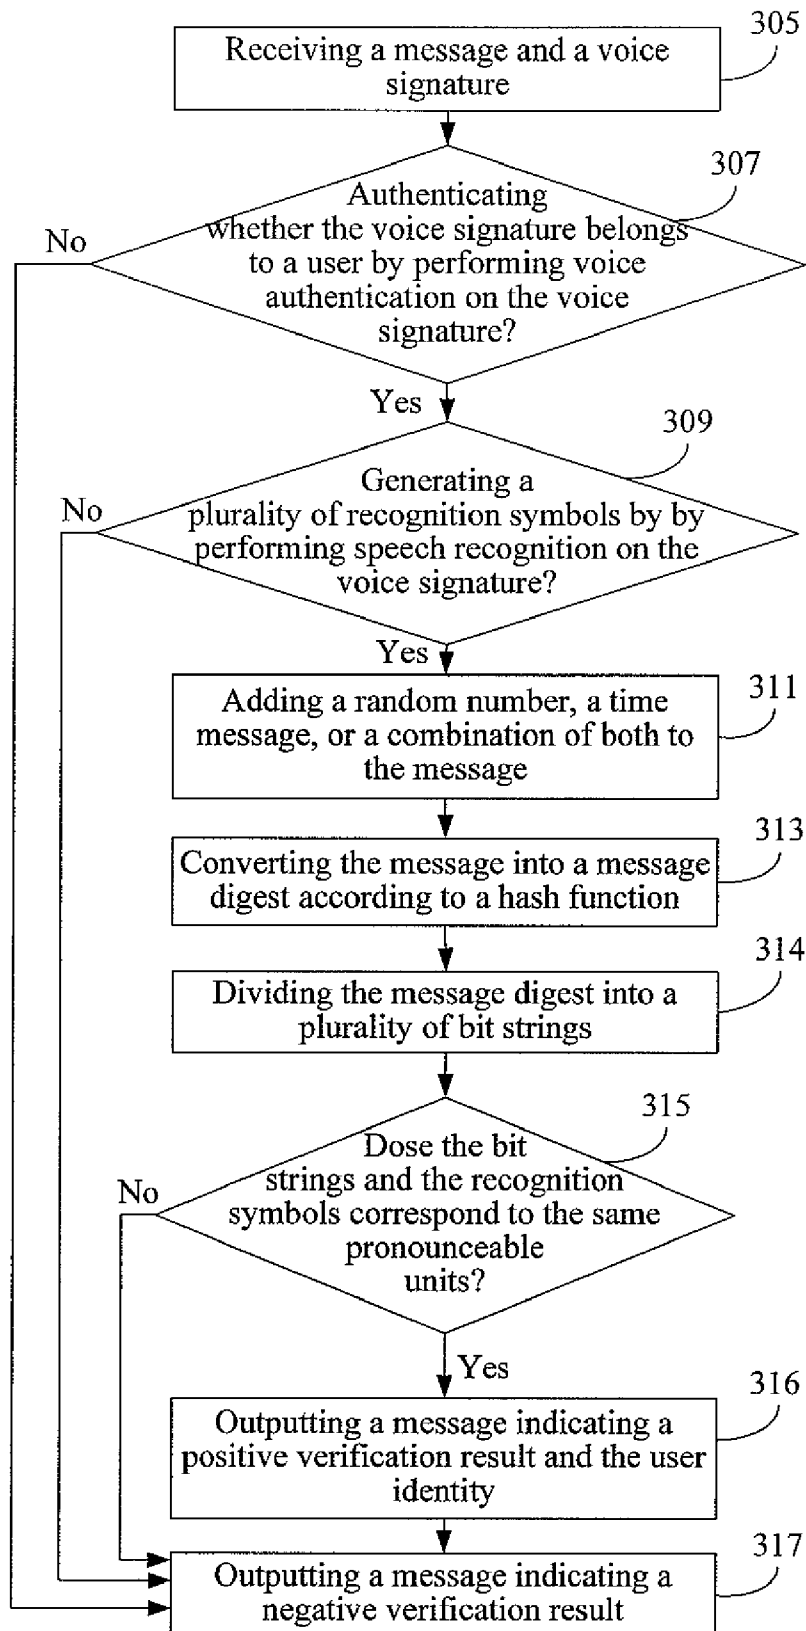 305
Receiving a message and a voice
signature
307
Authenticating
whether the voice signature belongs
to a user by performing voice
authentication on the voice
signature?
No
Yes
309
Generating a
plurality of recognition symbols by by
performing speech recognition on the
voice signature?
No
Yes
311
Adding a random number, a time
message, or a combination of both to
the message
313
Converting the message into a message
digest according to a hash function
314
Dividing the message digest into a
plurality of bit strings
315
Dose the bit
strings and the recognition
symbols correspond to the same
pronounceable
units?
No
Yes
316
Outputting a message indicating a
positive verification result and the user
identity
317
Outputting a message indicating a
negative verification result